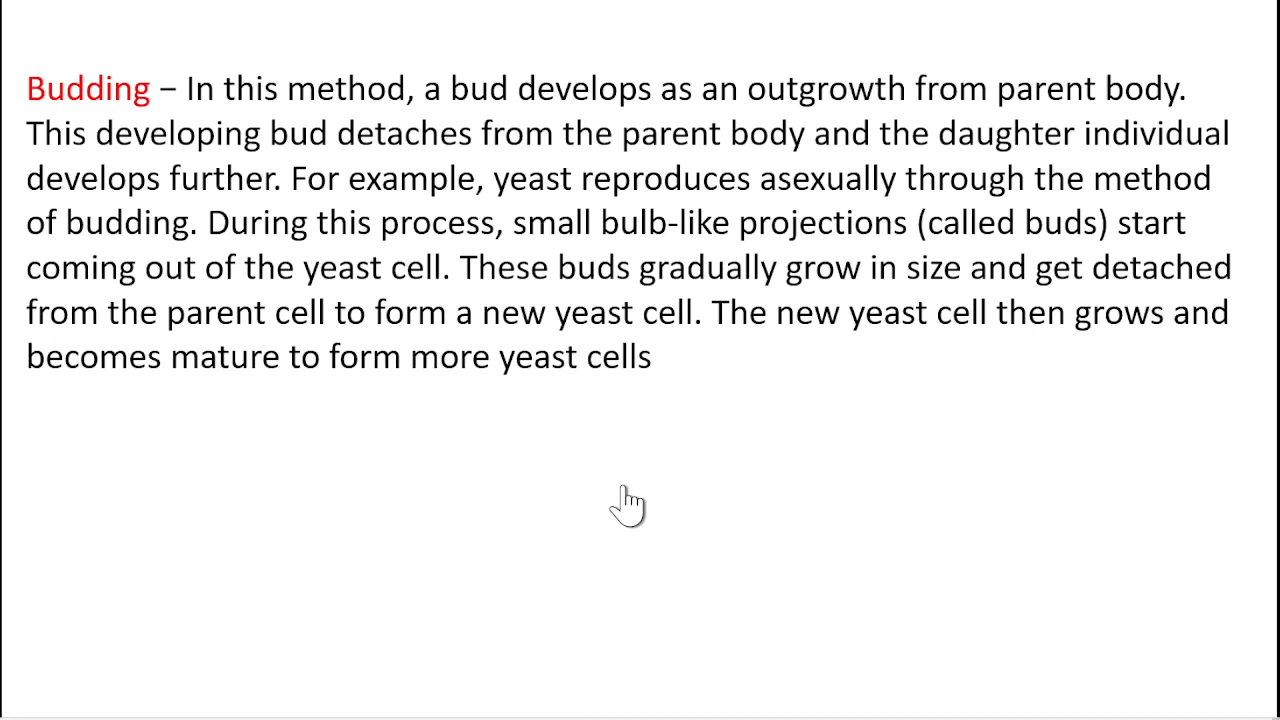 Budding − In this method, a bud develops as an outgrowth from parent body.
This developing bud detaches from the parent body and the daughter individual
develops further. For example, yeast reproduces asexually through the method
of budding. During this process, small bulb-like projections (called buds) start
coming out of the yeast cell. These buds gradually grow in size and get detached
from the parent cell to form a new yeast cell. The new yeast cell then grows and
becomes mature to form more yeast cells